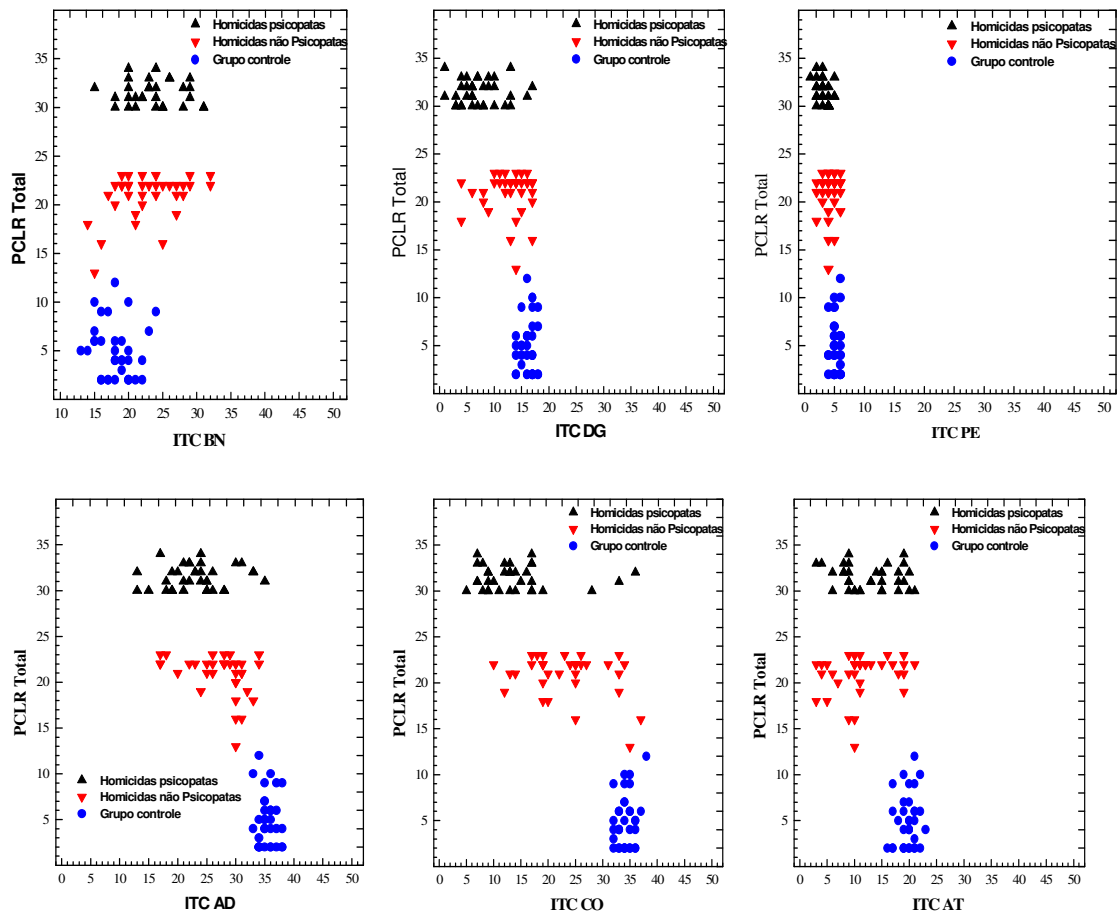 Homicidas psicopatas
Homicidas não Psicopatas
Grupo controle
PCLR Total
35
30
25
20
15
10
5
10 15 20 25 30 35 40 45 50
ITC BN
Homicidas psicopatas
Homicidas não Psicopatas
Grupo controle
PCLR Total
35
30
25
20
15
10
5
0 5 10 15 20 25 30 35 40 45 50
ITC DG
Homicidas psicopatas
Homicidas não Psicopatas
Grupo controle
PCLR Total
35
30
25
20
15
10
5
0 5 10 15 20 25 30 35 40 45 50
ITC PE
PCLR Total
35
30
25
20
15
10
5
Homicidas psicopatas
Homicidas não Psicopatas
Grupo controle
0 5 10 15 20 25 30 35 40 45 50
ITC AD
Homicidas psicopatas
Homicidas não Psicopatas
Grupo controle
PCLR Total
35
30
25
20
15
10
5
0 5 10 15 20 25 30 35 40 45 50
ITC CO
Homicidas psicopatas
Homicidas não Psicopatas
Grupo controle
PCLR Total
35
30
25
20
15
10
5
0 5 10 15 20 25 30 35 40 45 50
ITC AT